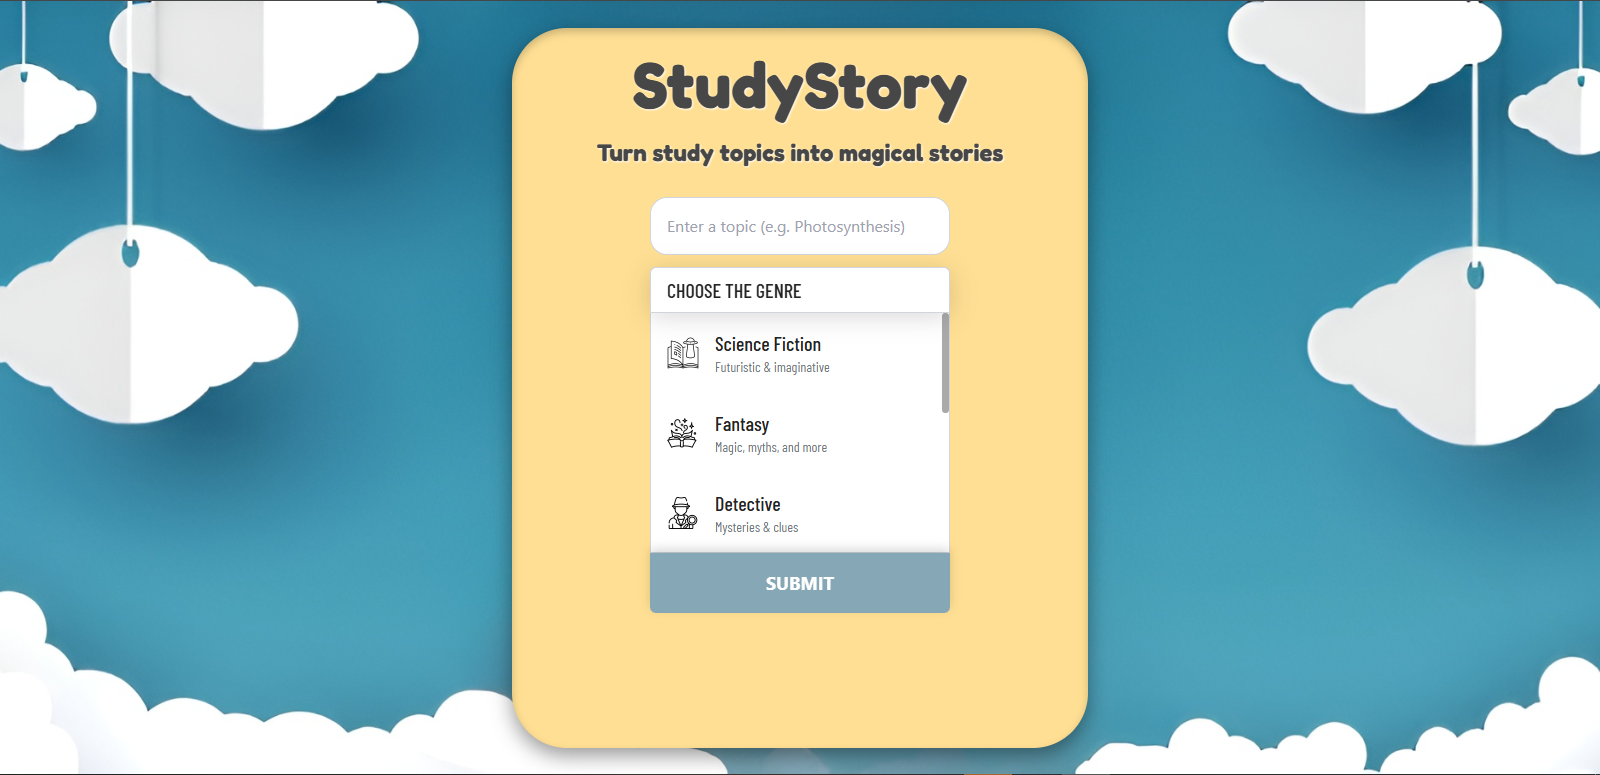 StudyStory
Turn study topics into magical stories
Enter a topic (e.g. Photosynthesis)
CHOOSE THE GENRE
Science Fiction
Futuristic & imaginative
Fantasy
Magic, myths, and more
Detective
Mysteries & clues
SUBMIT